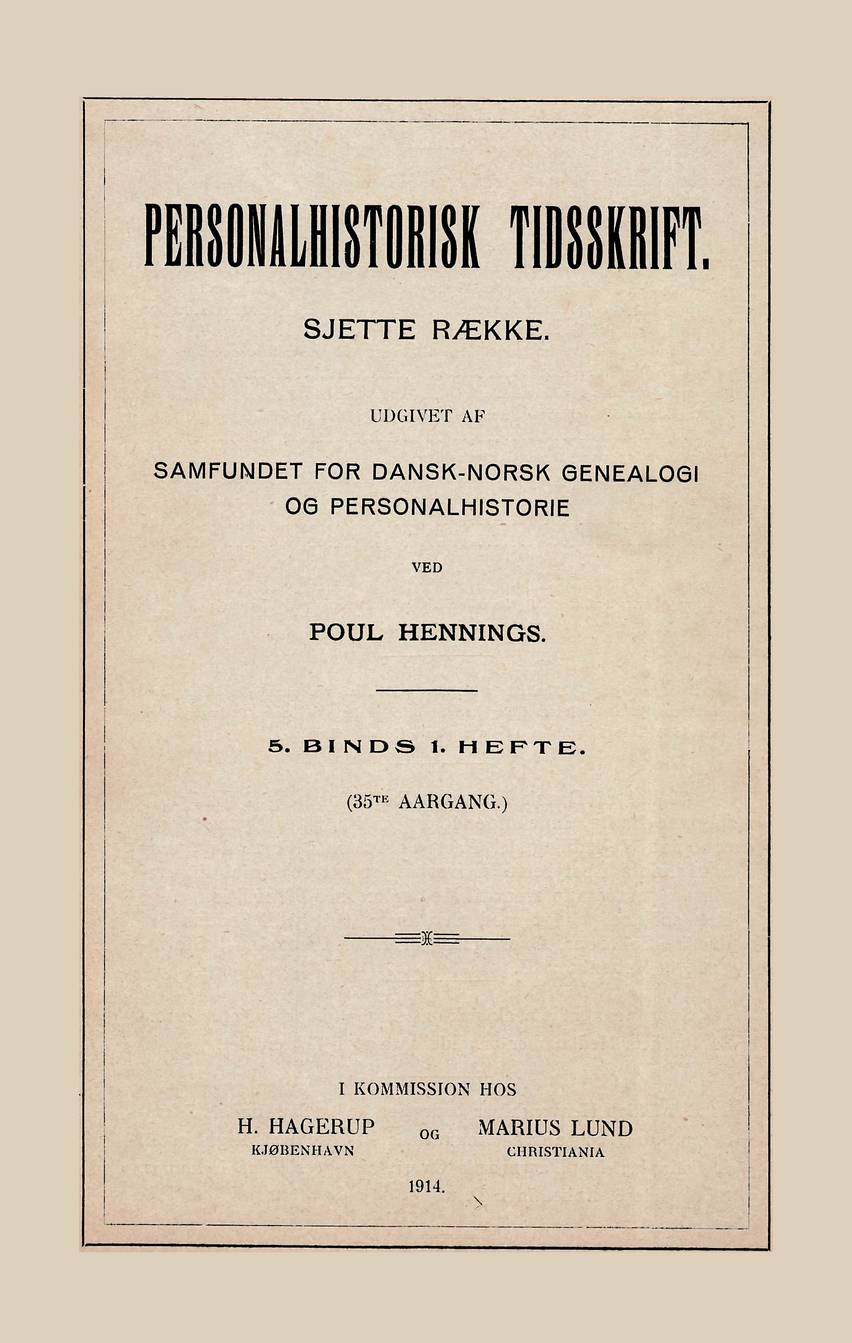 PERSONALHISTORISK TIDSSKRIFT.
SJETTE RÆKKE.
UDGIVET AF
SAMFUNDET FOR DANSK-NORSK GENEALOGI
OG PERSONALHISTORIE
VED
POUL HENNINGS.
5. BINDS 1. HEFTE.
(35TE AARGANG.)
I KOMMISSION HOS
H. HAGERUP OG MARIUS LUND
KJØBENHAVN CHRISTIANIA
1914.